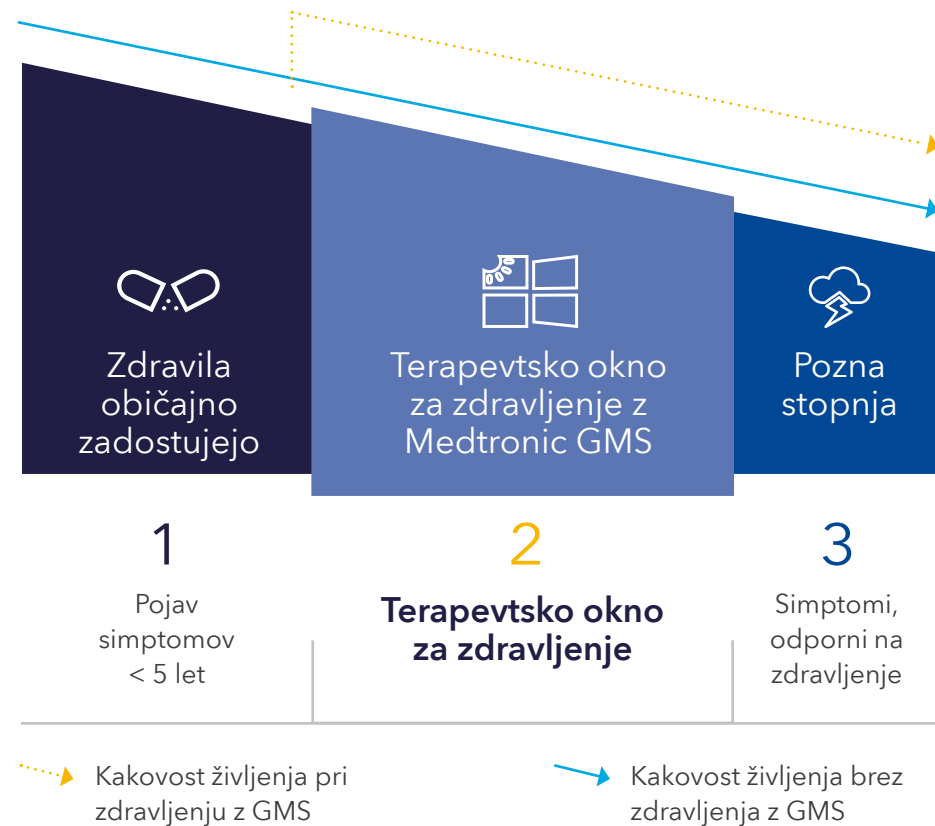 Zdravila
običajno
zadostujejo
Terapevtsko okno
za zdravljenje z
Medtronic GMS
Pozna
stopnja
1
Pojav
simptomov
< 5 let
2
Terapevtsko okno
za zdravljenje
3
Simptomi,
odporni na
zdravljenje
Kakovost življenja pri
zdravljenju z GMS
Kakovost življenja brez
zdravljenja z GMS